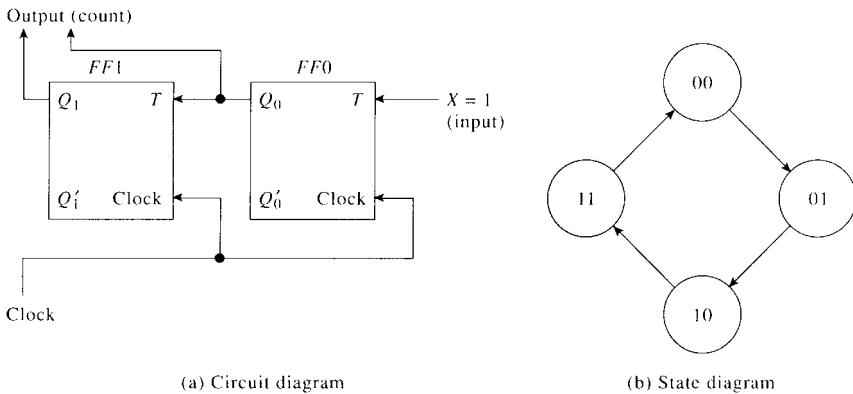 Output (count)
FF1
FF0
Q₁
T
Q₀
T
X = 1
(input)
Q₁′
Clock
Q₀′
Clock
Clock
(a) Circuit diagram
00
11
01
10
(b) State diagram